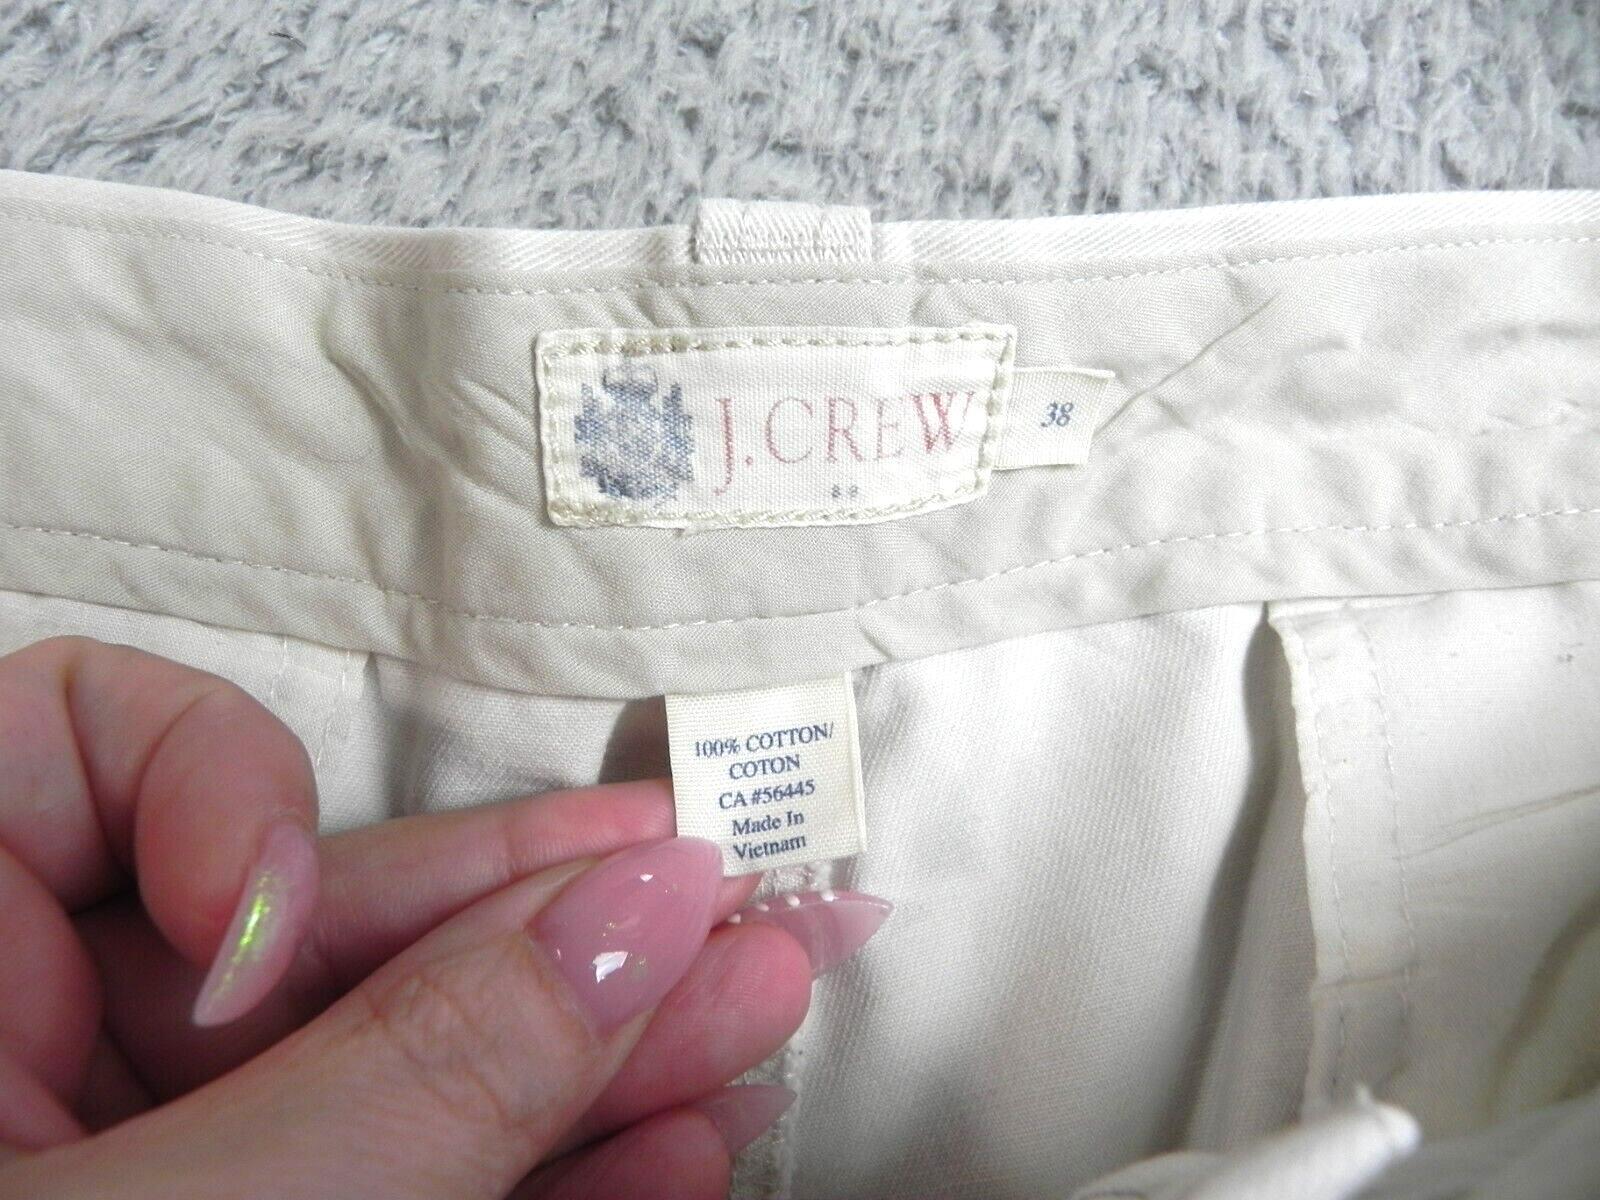 J.CREW
38
100% COTTON/
COTON
CA #56445
Made In
Vietnam